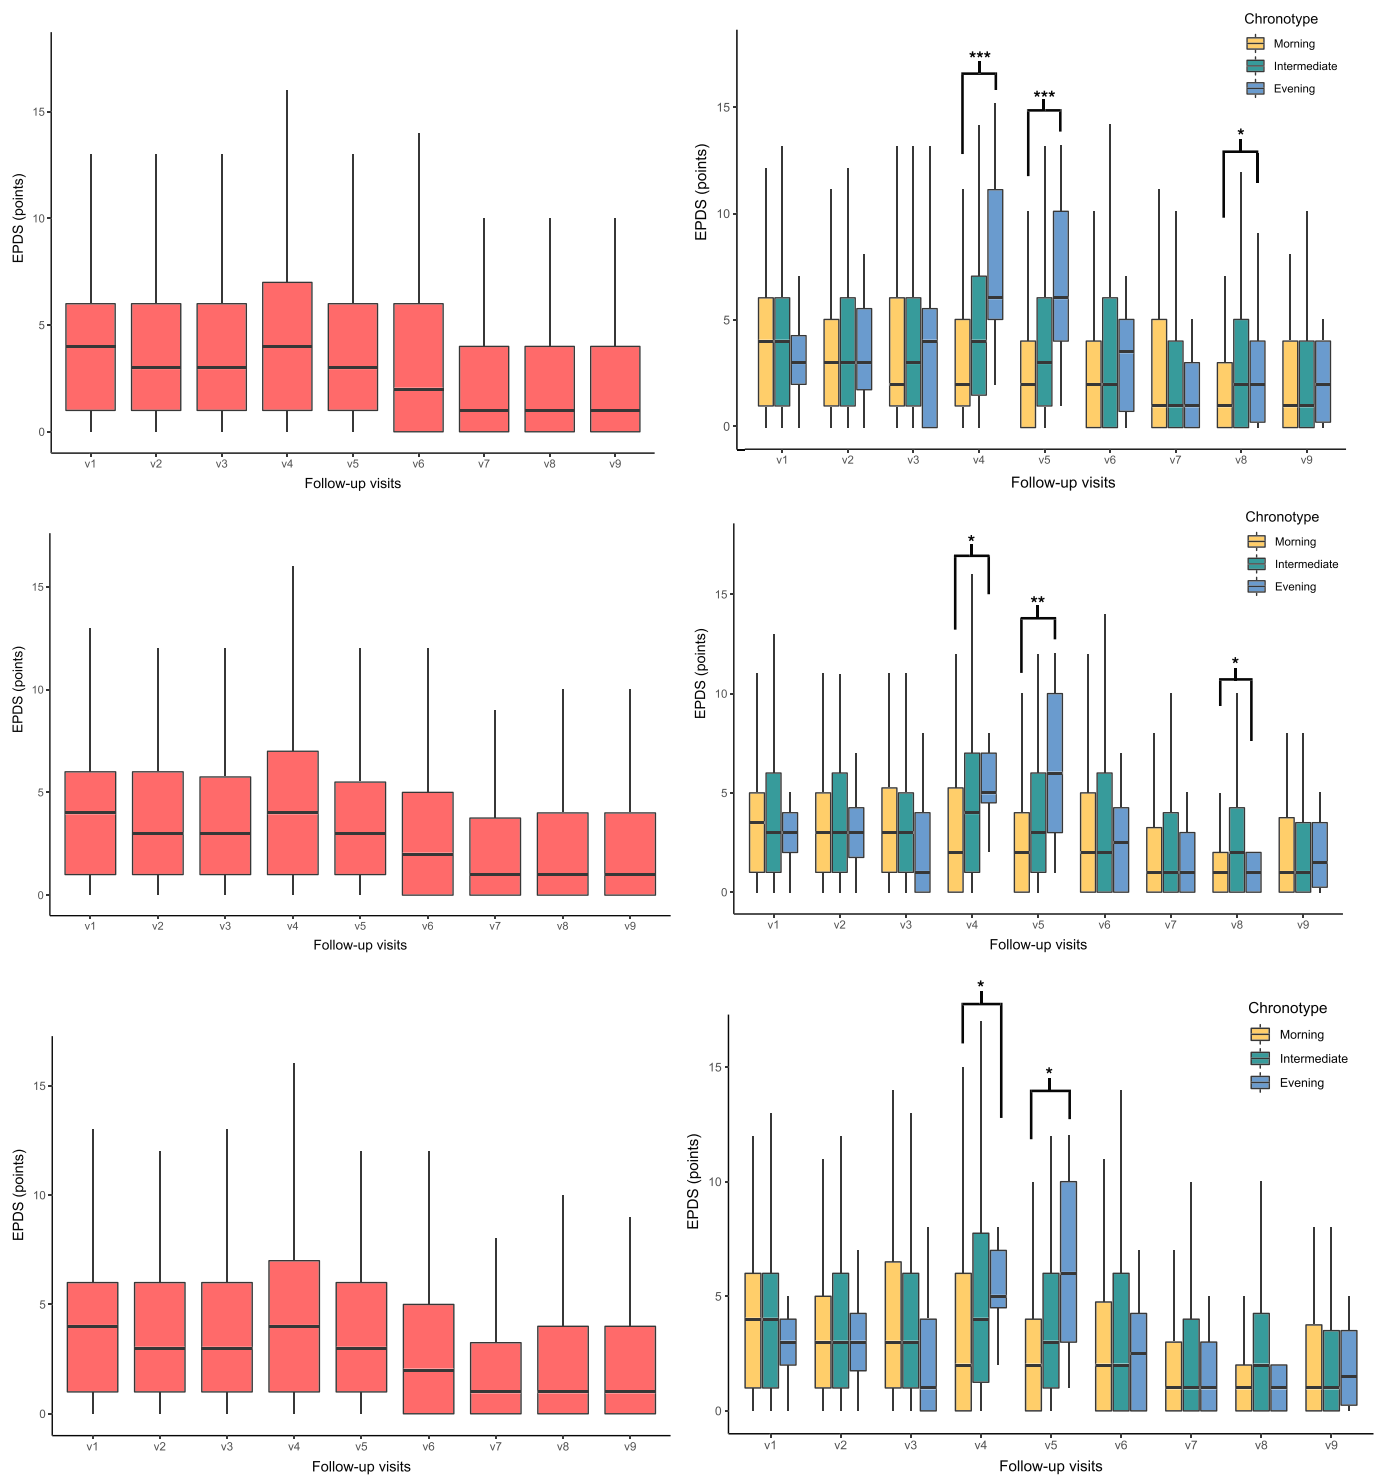 EPDS (points)
15
10
5
0
v1 v2 v3 v4 v5 v6 v7 v8 v9
Follow-up visits
Chronotype
Morning
Intermediate
Evening
EPDS (points)
15
10
5
0
***
***
*
v1 v2 v3 v4 v5 v6 v7 v8 v9
Follow-up visits
EPDS (points)
15
10
5
0
v1 v2 v3 v4 v5 v6 v7 v8 v9
Follow-up visits
Chronotype
Morning
Intermediate
Evening
EPDS (points)
15
10
5
0
*
**
*
v1 v2 v3 v4 v5 v6 v7 v8 v9
Follow-up visits
EPDS (points)
15
10
5
0
v1 v2 v3 v4 v5 v6 v7 v8 v9
Follow-up visits
Chronotype
Morning
Intermediate
Evening
EPDS (points)
15
10
5
0
*
*
v1 v2 v3 v4 v5 v6 v7 v8 v9
Follow-up visits